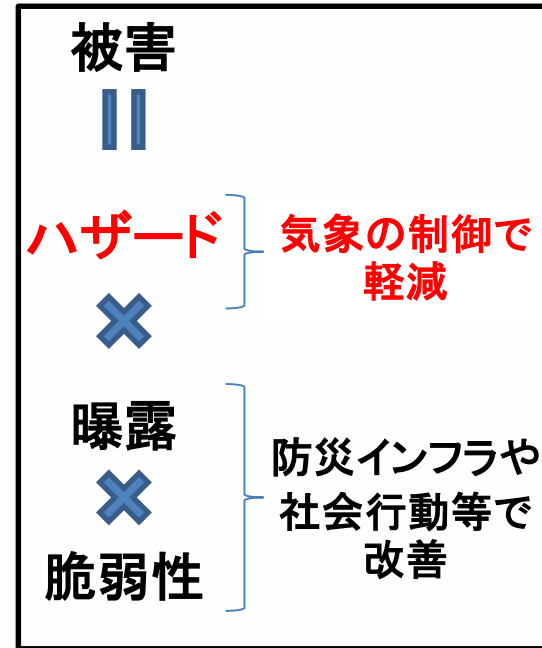 被害
||
ハザード
気象の制御で
軽減
×
曝露
×
脆弱性
防災インフラや
社会行動等で
改善